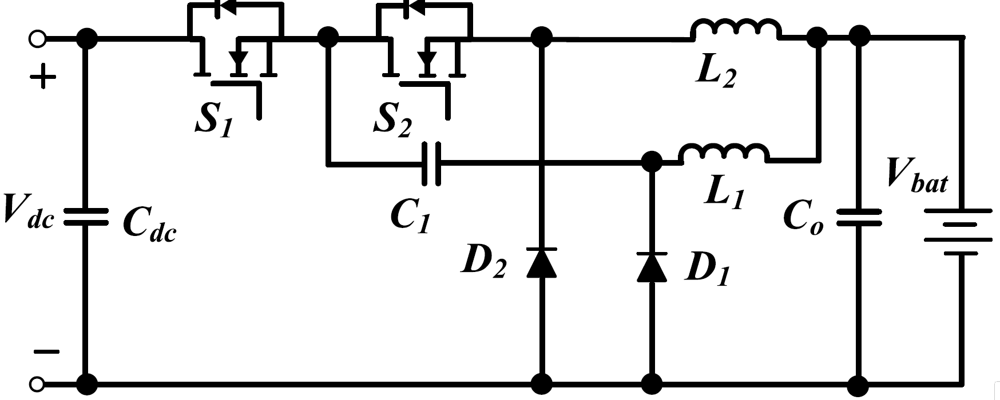 +
S1
S2
L2
Vdc
Cdc
C1
L1
Vbat
Co
D2
D1
−